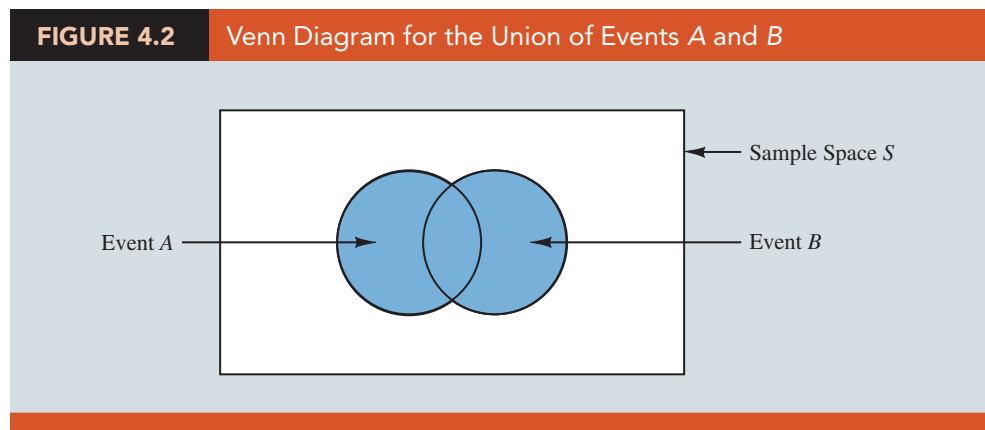 FIGURE 4.2 Venn Diagram for the Union of Events A and B
Sample Space S
Event A
Event B